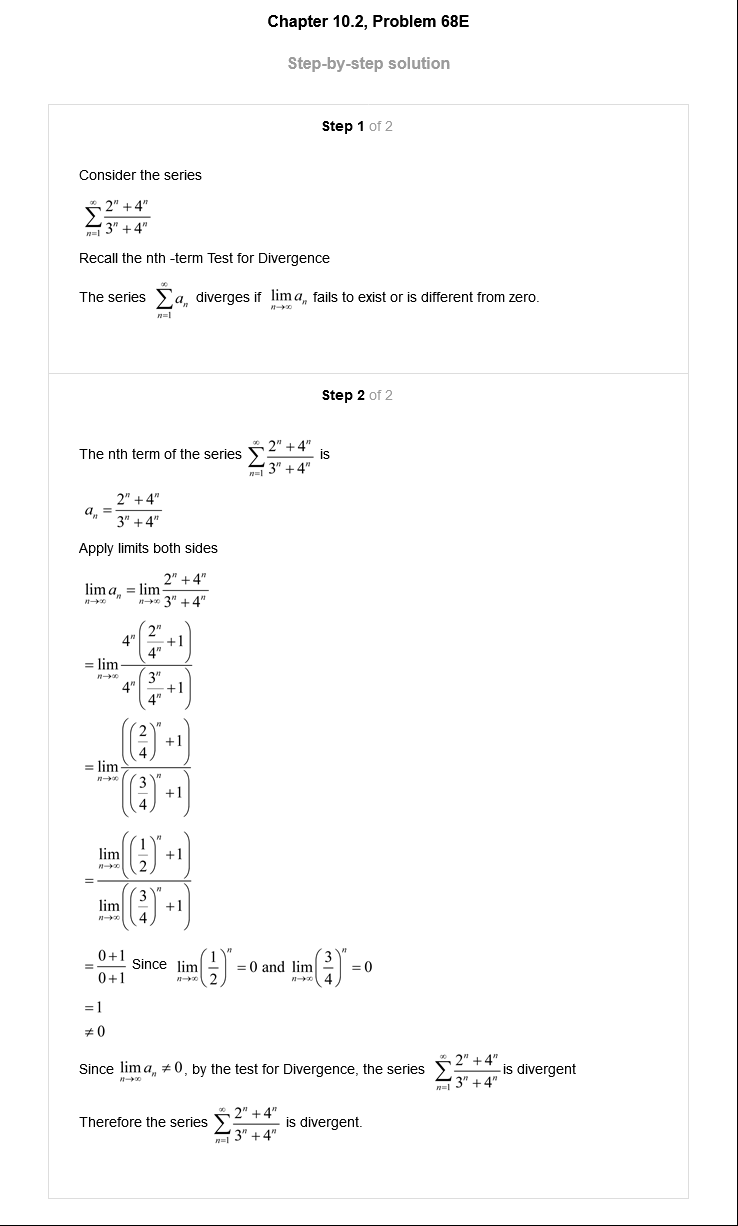 Chapter 10.2, Problem 68E
Step-by-step solution
Step 1 of 2
Consider the series
$\sum_{n=1}^{\infty} \frac{2^n + 4^n}{3^n + 4^n}$
Recall the nth -term Test for Divergence
The series $\sum_{n=1}^{\infty} a_n$ diverges if $\lim_{n \to \infty} a_n$ fails to exist or is different from zero.
Step 2 of 2
The nth term of the series $\sum_{n=1}^{\infty} \frac{2^n + 4^n}{3^n + 4^n}$ is
$a_n = \frac{2^n + 4^n}{3^n + 4^n}$
Apply limits both sides
$\lim_{n \to \infty} a_n = \lim_{n \to \infty} \frac{2^n + 4^n}{3^n + 4^n}$
$= \lim_{n \to \infty} \frac{4^n \left( \frac{2^n}{4^n} + 1 \right)}{4^n \left( \frac{3^n}{4^n} + 1 \right)}$
$= \lim_{n \to \infty} \frac{\left( \left( \frac{2}{4} \right)^n + 1 \right)}{\left( \left( \frac{3}{4} \right)^n + 1 \right)}$
$= \frac{\lim_{n \to \infty} \left( \left( \frac{1}{2} \right)^n + 1 \right)}{\lim_{n \to \infty} \left( \left( \frac{3}{4} \right)^n + 1 \right)}$
$= \frac{0+1}{0+1}$ Since $\lim_{n \to \infty} \left( \frac{1}{2} \right)^n = 0$ and $\lim_{n \to \infty} \left( \frac{3}{4} \right)^n = 0$
$= 1$
$\neq 0$
Since $\lim_{n \to \infty} a_n \neq 0$, by the test for Divergence, the series $\sum_{n=1}^{\infty} \frac{2^n + 4^n}{3^n + 4^n}$ is divergent
Therefore the series $\sum_{n=1}^{\infty} \frac{2^n + 4^n}{3^n + 4^n}$ is divergent.